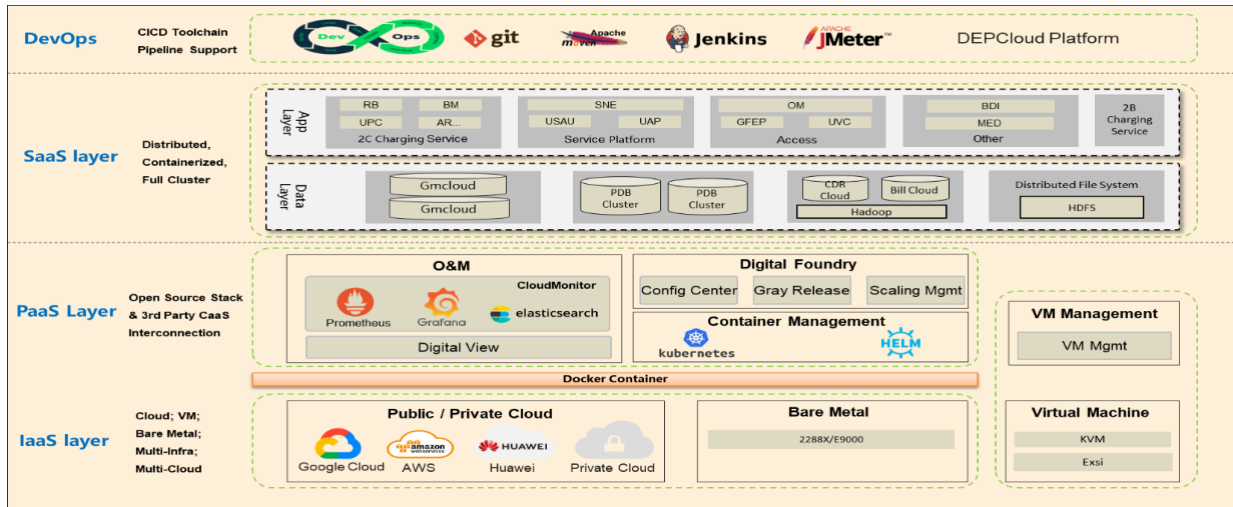 DevOps
CICD Toolchain
Pipeline Support
Dev
Ops
git
Apache
maven
Jenkins
APACHE
JMeter™
DEPCloud Platform
SaaS layer
Distributed,
Containerized,
Full Cluster
App
Layer
RB
BM
UPC
AR...
2C Charging Service
SNE
USAU
UAP
Service Platform
OM
GFEP
UVC
Access
BDI
MED
Other
2B
Charging
Service
Data
Layer
Gmcloud
Gmcloud
PDB
Cluster
PDB
Cluster
CDR
Cloud
Bill Cloud
Hadoop
Distributed File System
HDFS
PaaS Layer
Open Source Stack
& 3rd Party CaaS
Interconnection
O&M
CloudMonitor
Prometheus
Grafana
elasticsearch
Digital View
Digital Foundry
Config Center
Gray Release
Scaling Mgmt
Container Management
kubernetes
HELM
VM Management
VM Mgmt
Docker Container
IaaS layer
Cloud; VM;
Bare Metal;
Multi-Infra;
Multi-Cloud
Public / Private Cloud
Google Cloud
amazon
webservices
AWS
HUAWEI
Huawei
Private Cloud
Bare Metal
2288X/E9000
Virtual Machine
KVM
Exsi